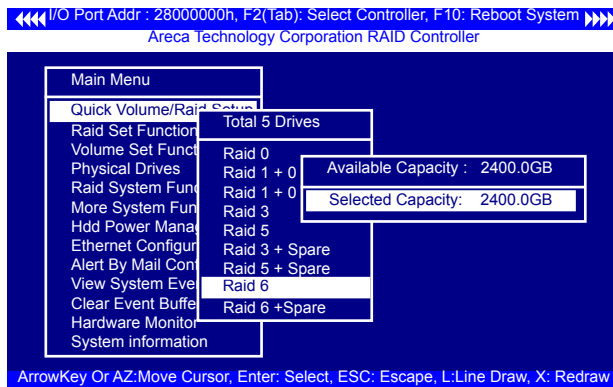 I/O Port Addr : 28000000h, F2(Tab): Select Controller, F10: Reboot System
Areca Technology Corporation RAID Controller
Main Menu
Quick Volume/Raid Setup
Raid Set Function
Volume Set Funct
Physical Drives
Raid System Func
More System Fun
Hdd Power Manag
Ethernet Configur
Alert By Mail Conf
View System Eve
Clear Event Buffe
Hardware Monitor
System information
Total 5 Drives
Raid 0
Raid 1 + 0
Raid 1 + 0
Raid 3
Raid 5
Raid 3 + Spare
Raid 5 + Spare
Raid 6
Raid 6 +Spare
Available Capacity : 2400.0GB
Selected Capacity: 2400.0GB
ArrowKey Or AZ:Move Cursor, Enter: Select, ESC: Escape, L:Line Draw, X: Redraw